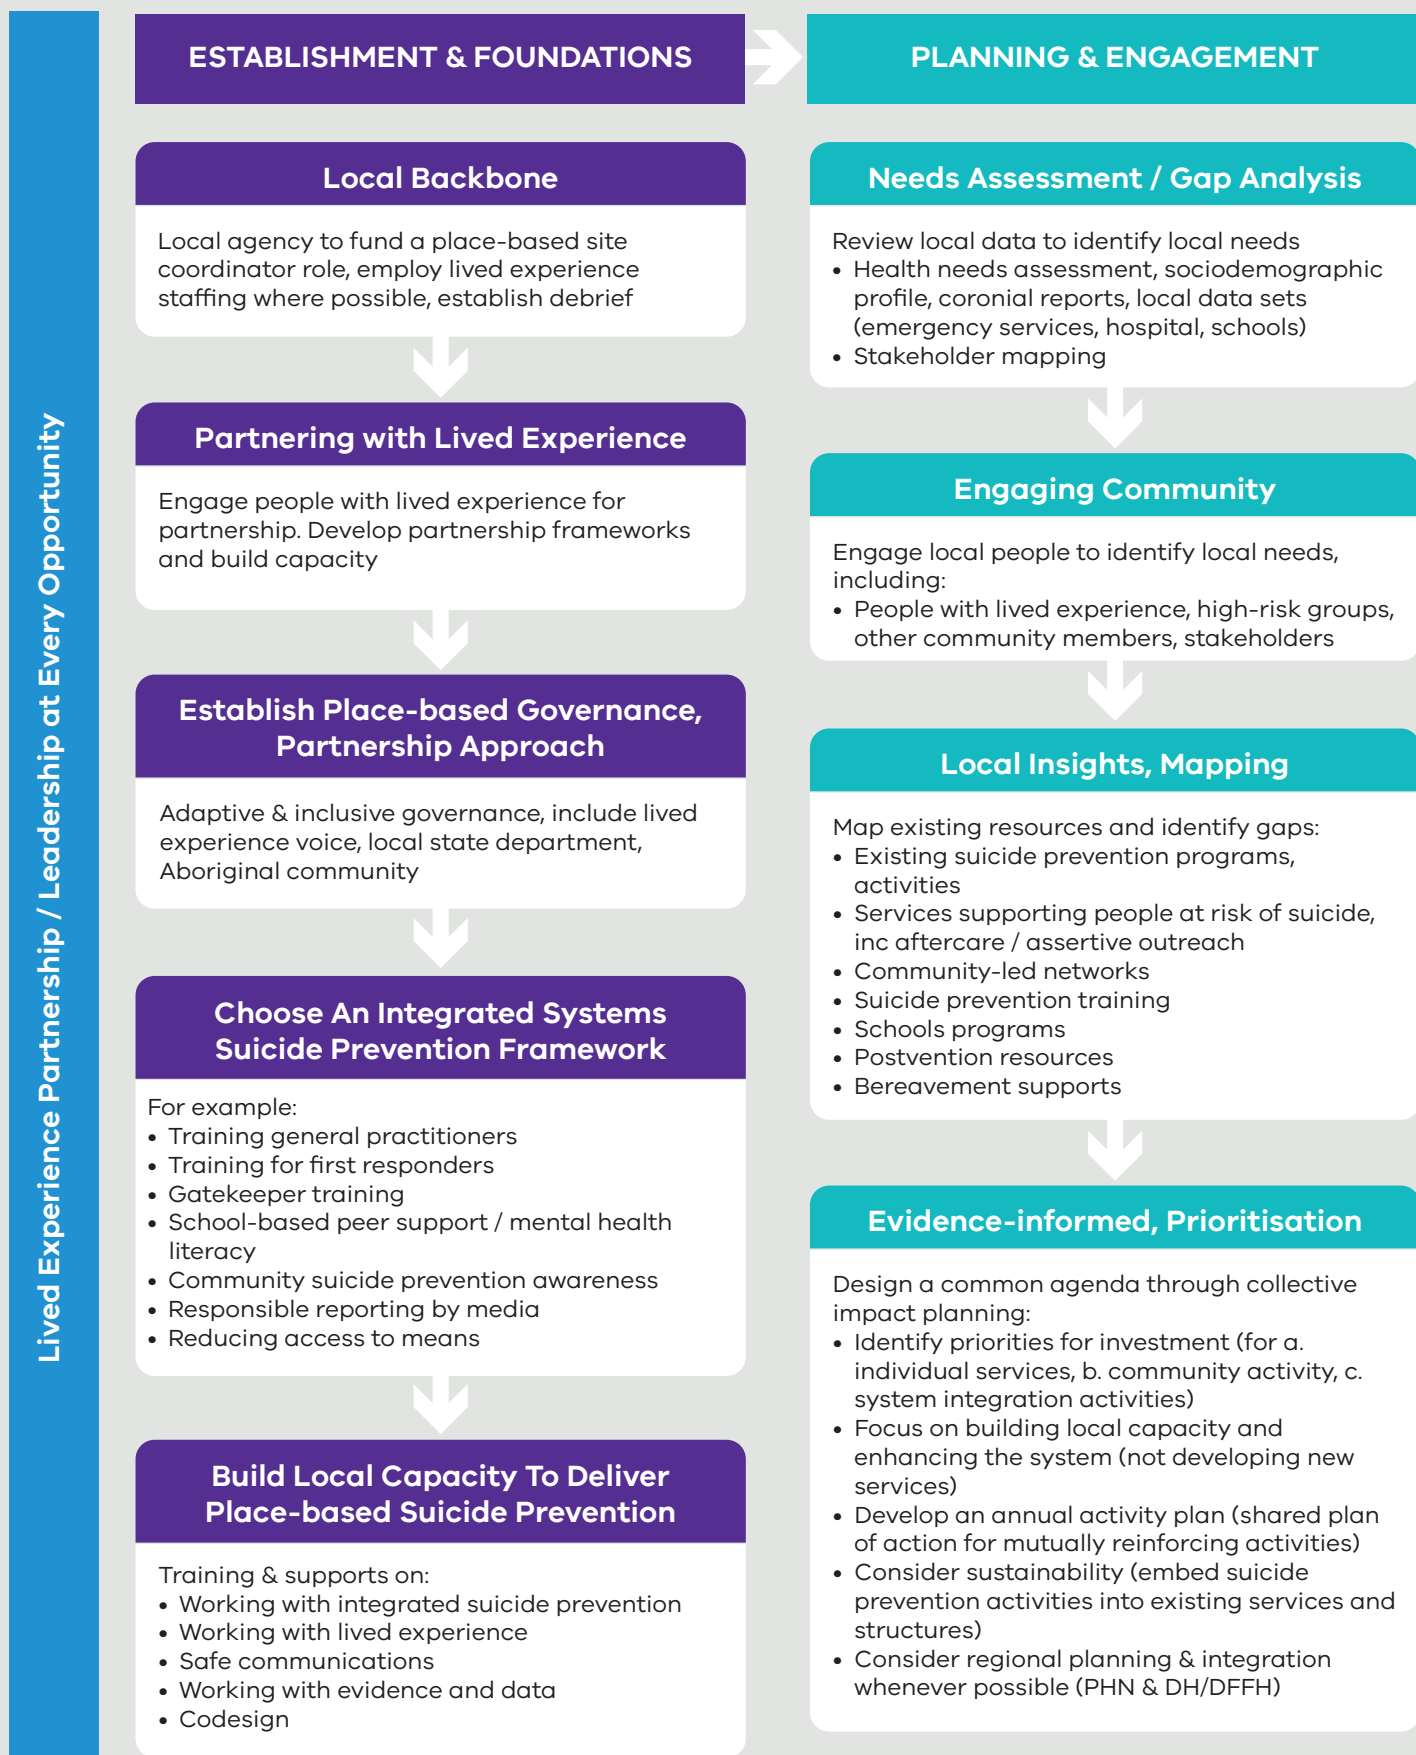 Lived Experience Partnership / Leadership at Every Opportunity
ESTABLISHMENT & FOUNDATIONS
Local Backbone
Local agency to fund a place-based site
coordinator role, employ lived experience
staffing where possible, establish debrief
Partnering with Lived Experience
Engage people with lived experience for
partnership. Develop partnership frameworks
and build capacity
Establish Place-based Governance,
Partnership Approach
Adaptive & inclusive governance, include lived
experience voice, local state department,
Aboriginal community
Choose An Integrated Systems
Suicide Prevention Framework
For example:
• Training general practitioners
• Training for first responders
• Gatekeeper training
• School-based peer support / mental health
literacy
• Community suicide prevention awareness
• Responsible reporting by media
• Reducing access to means
Build Local Capacity To Deliver
Place-based Suicide Prevention
Training & supports on:
• Working with integrated suicide prevention
• Working with lived experience
• Safe communications
• Working with evidence and data
• Codesign
PLANNING & ENGAGEMENT
Needs Assessment / Gap Analysis
Review local data to identify local needs
• Health needs assessment, sociodemographic
profile, coronial reports, local data sets
(emergency services, hospital, schools)
• Stakeholder mapping
Engaging Community
Engage local people to identify local needs,
including:
• People with lived experience, high-risk groups,
other community members, stakeholders
Local Insights, Mapping
Map existing resources and identify gaps:
• Existing suicide prevention programs,
activities
• Services supporting people at risk of suicide,
inc aftercare / assertive outreach
• Community-led networks
• Suicide prevention training
• Schools programs
• Postvention resources
• Bereavement supports
Evidence-informed, Prioritisation
Design a common agenda through collective
impact planning:
• Identify priorities for investment (for a.
individual services, b. community activity, c.
system integration activities)
• Focus on building local capacity and
enhancing the system (not developing new
services)
• Develop an annual activity plan (shared plan
of action for mutually reinforcing activities)
• Consider sustainability (embed suicide
prevention activities into existing services and
structures)
• Consider regional planning & integration
whenever possible (PHN & DH/DFFH)